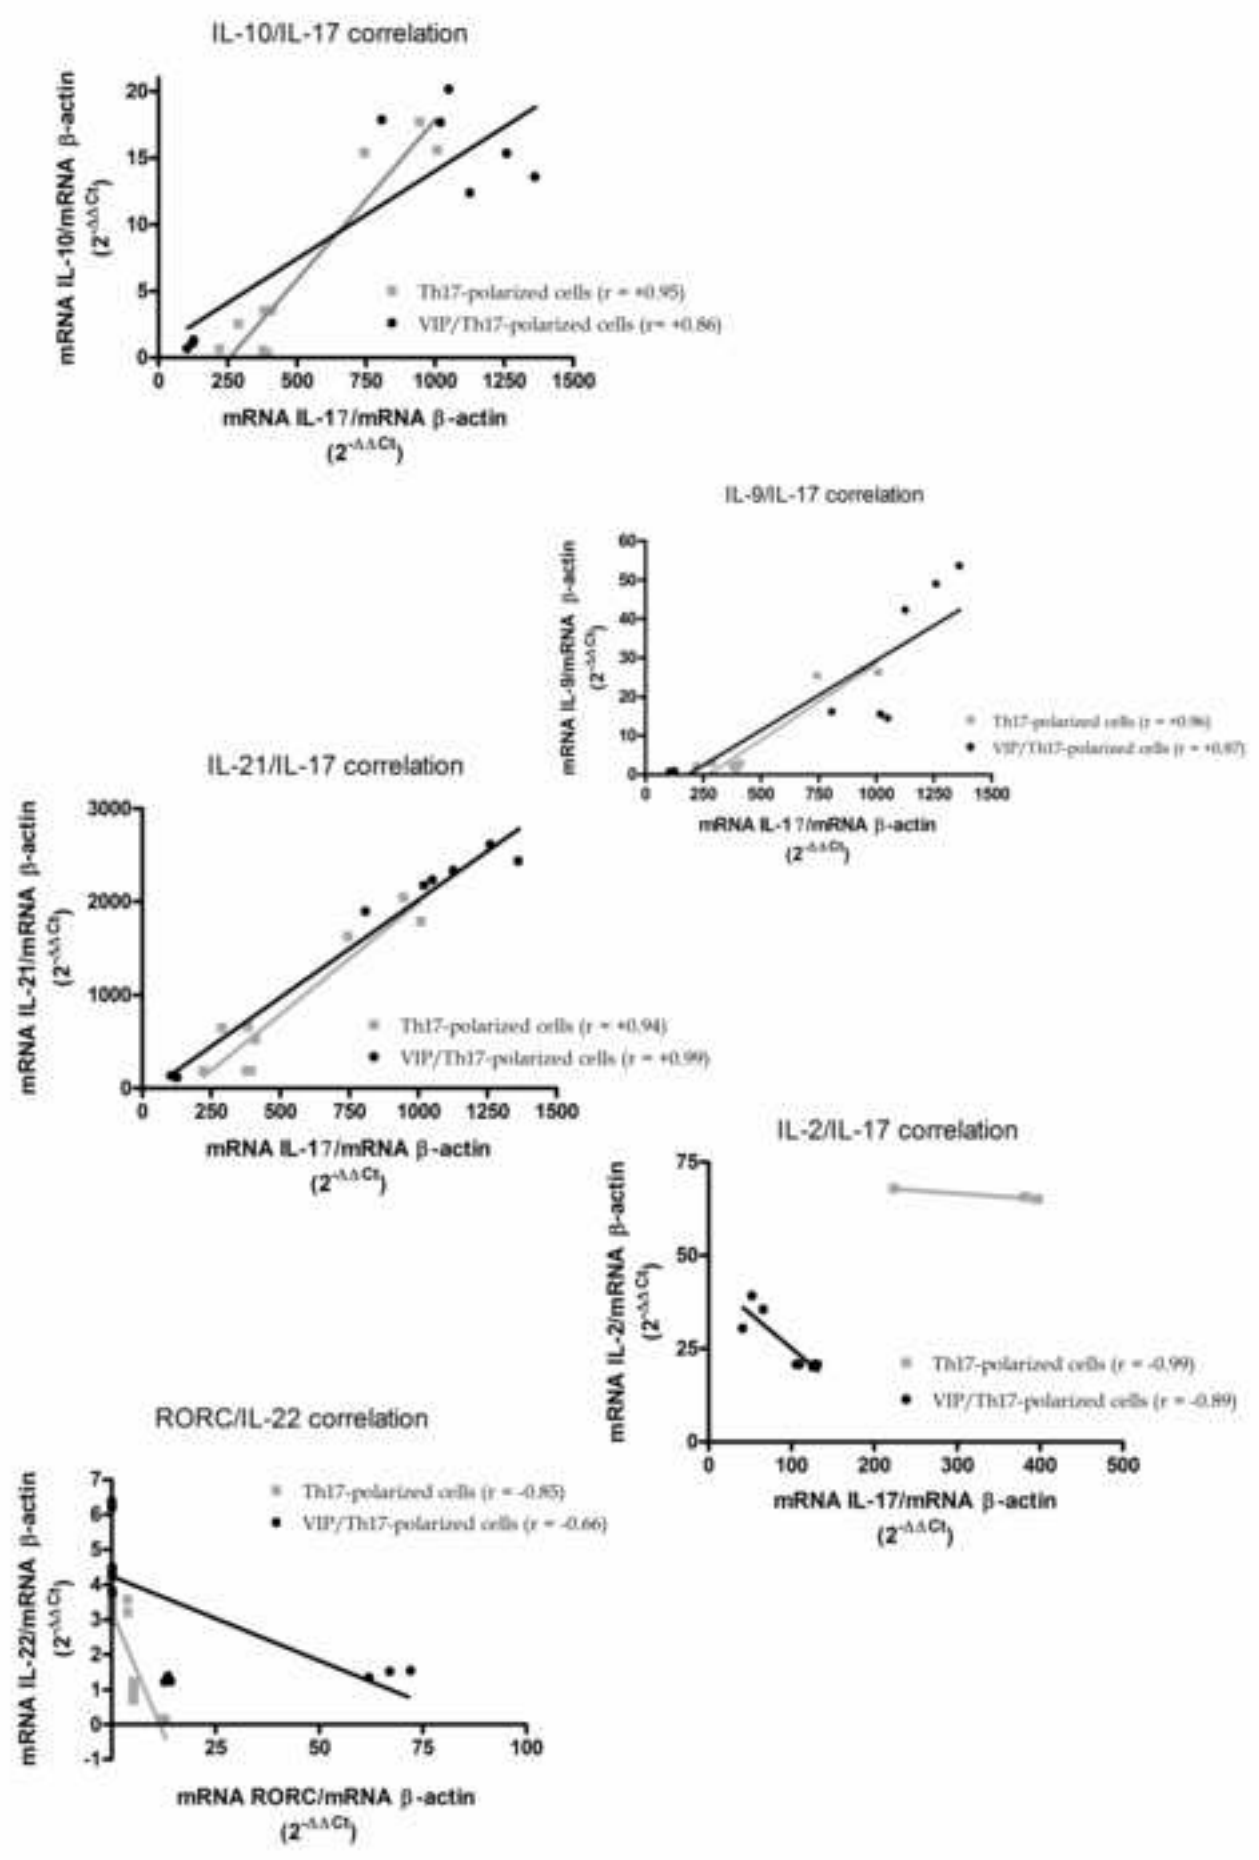 IL-10/IL-17 correlation
mRNA IL-10/mRNA β-actin
(2^-ΔΔCt)
20
15
10
5
0
Th17-polarized cells (r = +0.95)
VIP/Th17-polarized cells (r= +0.86)
0 250 500 750 1000 1250 1500
mRNA IL-17/mRNA β-actin
(2^-ΔΔCt)
IL-9/IL-17 correlation
mRNA IL-9/mRNA β-actin
(2^-ΔΔCt)
60
50
40
30
20
10
0
Th17-polarized cells (r = +0.96)
VIP/Th17-polarized cells (r = +0.87)
0 250 500 750 1000 1250 1500
mRNA IL-17/mRNA β-actin
(2^-ΔΔCt)
IL-21/IL-17 correlation
mRNA IL-21/mRNA β-actin
(2^-ΔΔCt)
3000
2000
1000
0
Th17-polarized cells (r = +0.94)
VIP/Th17-polarized cells (r = +0.99)
0 250 500 750 1000 1250 1500
mRNA IL-17/mRNA β-actin
(2^-ΔΔCt)
IL-2/IL-17 correlation
mRNA IL-2/mRNA β-actin
(2^-ΔΔCt)
75
50
25
0
Th17-polarized cells (r = -0.99)
VIP/Th17-polarized cells (r = -0.89)
0 100 200 300 400 500
mRNA IL-17/mRNA β-actin
(2^-ΔΔCt)
RORC/IL-22 correlation
mRNA IL-22/mRNA β-actin
(2^-ΔΔCt)
7
6
5
4
3
2
1
0
-1
Th17-polarized cells (r = -0.85)
VIP/Th17-polarized cells (r = -0.66)
25 50 75 100
mRNA RORC/mRNA β-actin
(2^-ΔΔCt)